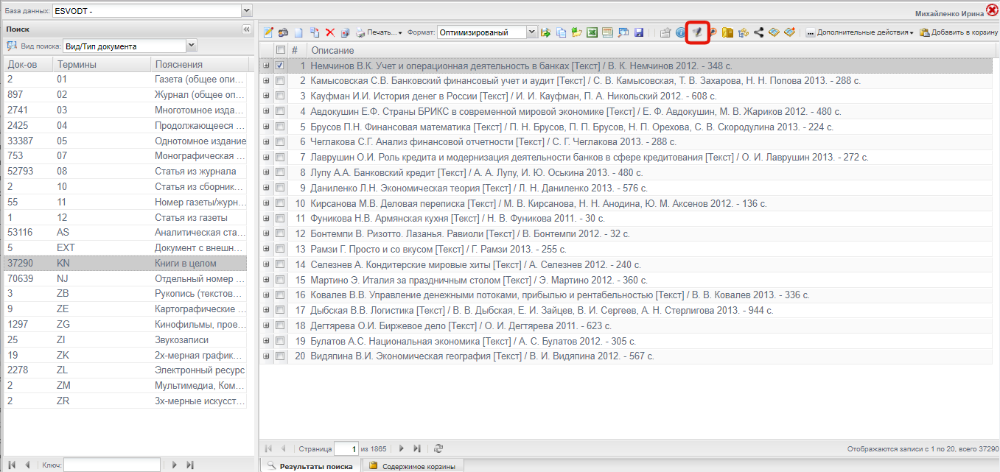 База данных: ESVODT -
Михайленко Ирина
Поиск
Вид поиска: Вид/Тип документа
Док-ов Термины Пояснения
2 01 Газета (общее опи...
897 02 Журнал (общее оп...
2741 03 Многотомное изда...
2425 04 Продолжающееся ...
33387 05 Однотомное издание
753 07 Монографическая ...
52793 08 Статья из журнала
2 10 Статья из сборник...
55 11 Номер газеты/журн...
1 12 Статья из газеты
53116 AS Аналитическая ста...
5 EXT Документ с внешн...
37290 KN Книги в целом
70639 NJ Отдельный номер ...
3 ZB Рукопись (текстов...
9 ZE Картографические ...
1297 ZG Кинофильмы, прое...
25 ZI Звукозаписи
19 ZK 2х-мерная график...
2278 ZL Электронный ресурс
2 ZM Мультимедиа, Ком...
2 ZR 3х-мерные искусст...
Ключ:
Печать... Формат: Оптимизированый Дополнительные действия Добавить в корзину
# Описание
1 Немчинов В.К. Учет и операционная деятельность в банках [Текст] / В. К. Немчинов 2012. - 348 с.
2 Камысовская С.В. Банковский финансовый учет и аудит [Текст] / С. В. Камысовская, Т. В. Захарова, Н. Н. Попова 2013. - 288 с.
3 Кауфман И.И. История денег в России [Текст] / И. И. Кауфман, П. А. Никольский 2012. - 608 с.
4 Авдокушин Е.Ф. Страны БРИКС в современной мировой экономике [Текст] / Е. Ф. Авдокушин, М. В. Жариков 2012. - 480 с.
5 Брусов П.Н. Финансовая математика [Текст] / П. Н. Брусов, П. П. Брусов, Н. П. Орехова, С. В. Скородулина 2013. - 224 с.
6 Чеглакова С.Г. Анализ финансовой отчетности [Текст] / С. Г. Чеглакова 2013. - 288 с.
7 Лаврушин О.И. Роль кредита и модернизация деятельности банков в сфере кредитования [Текст] / О. И. Лаврушин 2013. - 272 с.
8 Лупу А.А. Банковский кредит [Текст] / А. А. Лупу, И. Ю. Оськина 2013. - 480 с.
9 Даниленко Л.Н. Экономическая теория [Текст] / Л. Н. Даниленко 2013. - 576 с.
10 Кирсанова М.В. Деловая переписка [Текст] / М. В. Кирсанова, Н. Н. Анодина, Ю. М. Аксенов 2012. - 136 с.
11 Фуникова Н.В. Армянская кухня [Текст] / Н. В. Фуникова 2011. - 30 с.
12 Бонтемпи В. Ризотто. Лазанья. Равиоли [Текст] / В. Бонтемпи 2012. - 32 с.
13 Рамзи Г. Просто и со вкусом [Текст] / Г. Рамзи 2013. - 255 с.
14 Селезнев А. Кондитерские мировые хиты [Текст] / А. Селезнев 2012. - 240 с.
15 Мартино Э. Италия за праздничным столом [Текст] / Э. Мартино 2012. - 360 с.
16 Ковалев В.В. Управление денежными потоками, прибылью и рентабельностью [Текст] / В. В. Ковалев 2013. - 336 с.
17 Дыбская В.В. Логистика [Текст] / В. В. Дыбская, Е. И. Зайцев, В. И. Сергеев, А. Н. Стерлигова 2013. - 944 с.
18 Дегтярева О.И. Биржевое дело [Текст] / О. И. Дегтярева 2011. - 623 с.
19 Булатов А.С. Национальная экономика [Текст] / А. С. Булатов 2012. - 305 с.
20 Видяпина В.И. Экономическая география [Текст] / В. И. Видяпина 2012. - 567 с.
Страница 1 из 1865
Отображаются записи с 1 по 20, всего 37290
Результаты поиска Содержимое корзины